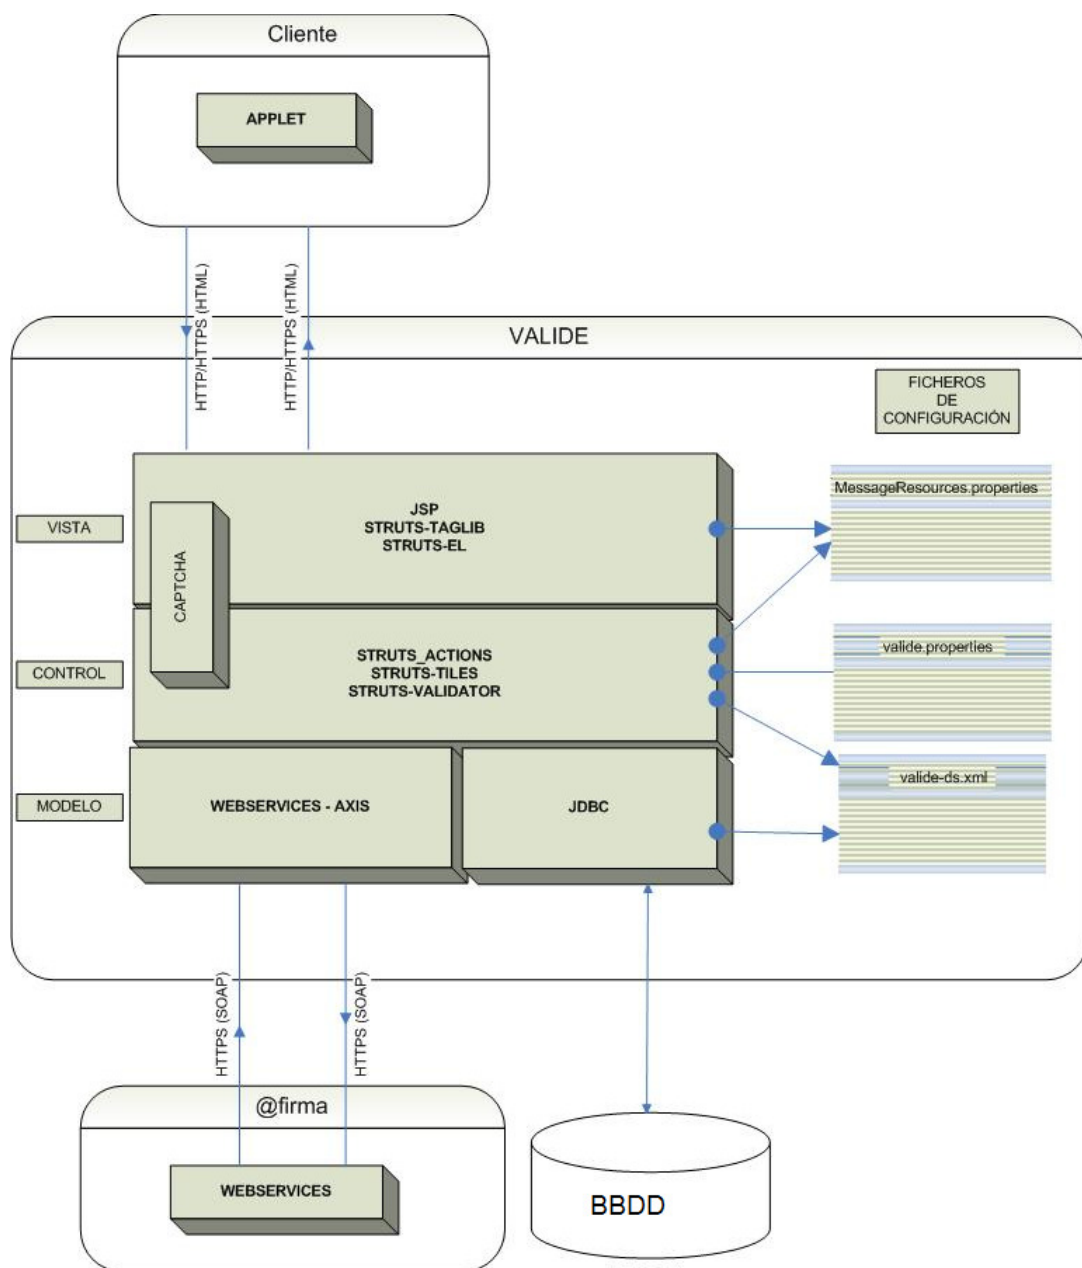 Cliente
APPLET
HTTP/HTTPS (HTML)
HTTP/HTTPS (HTML)
VALIDE
FICHEROS
DE
CONFIGURACIÓN
MessageResources.properties
JSP
STRUTS-TAGLIB
STRUTS-EL
VISTA
CAPTCHA
valide.properties
STRUTS_ACTIONS
STRUTS-TILES
STRUTS-VALIDATOR
CONTROL
valide-ds.xml
MODELO
WEBSERVICES - AXIS
JDBC
HTTPS (SOAP)
HTTPS (SOAP)
@firma
WEBSERVICES
BBDD